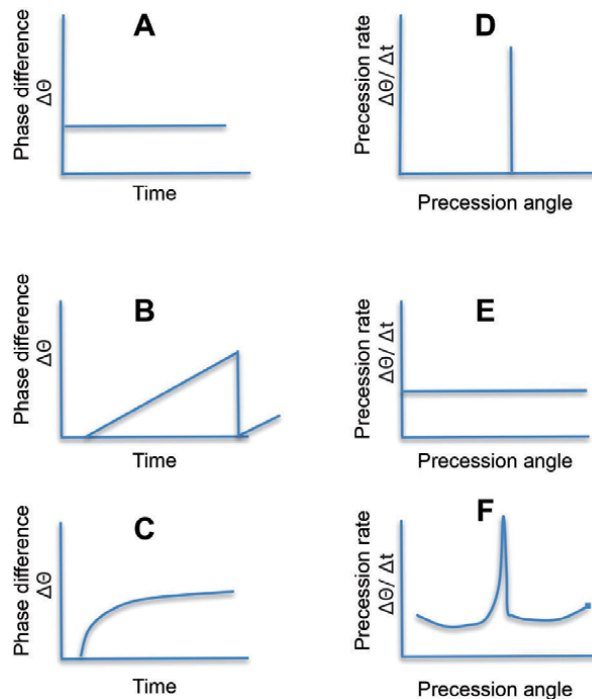 A
Phase difference
ΔΘ
Time
D
Precession rate
ΔΘ/ Δt
Precession angle
B
Phase difference
ΔΘ
Time
E
Precession rate
ΔΘ/ Δt
Precession angle
C
Phase difference
ΔΘ
Time
F
Precession rate
ΔΘ/ Δt
Precession angle